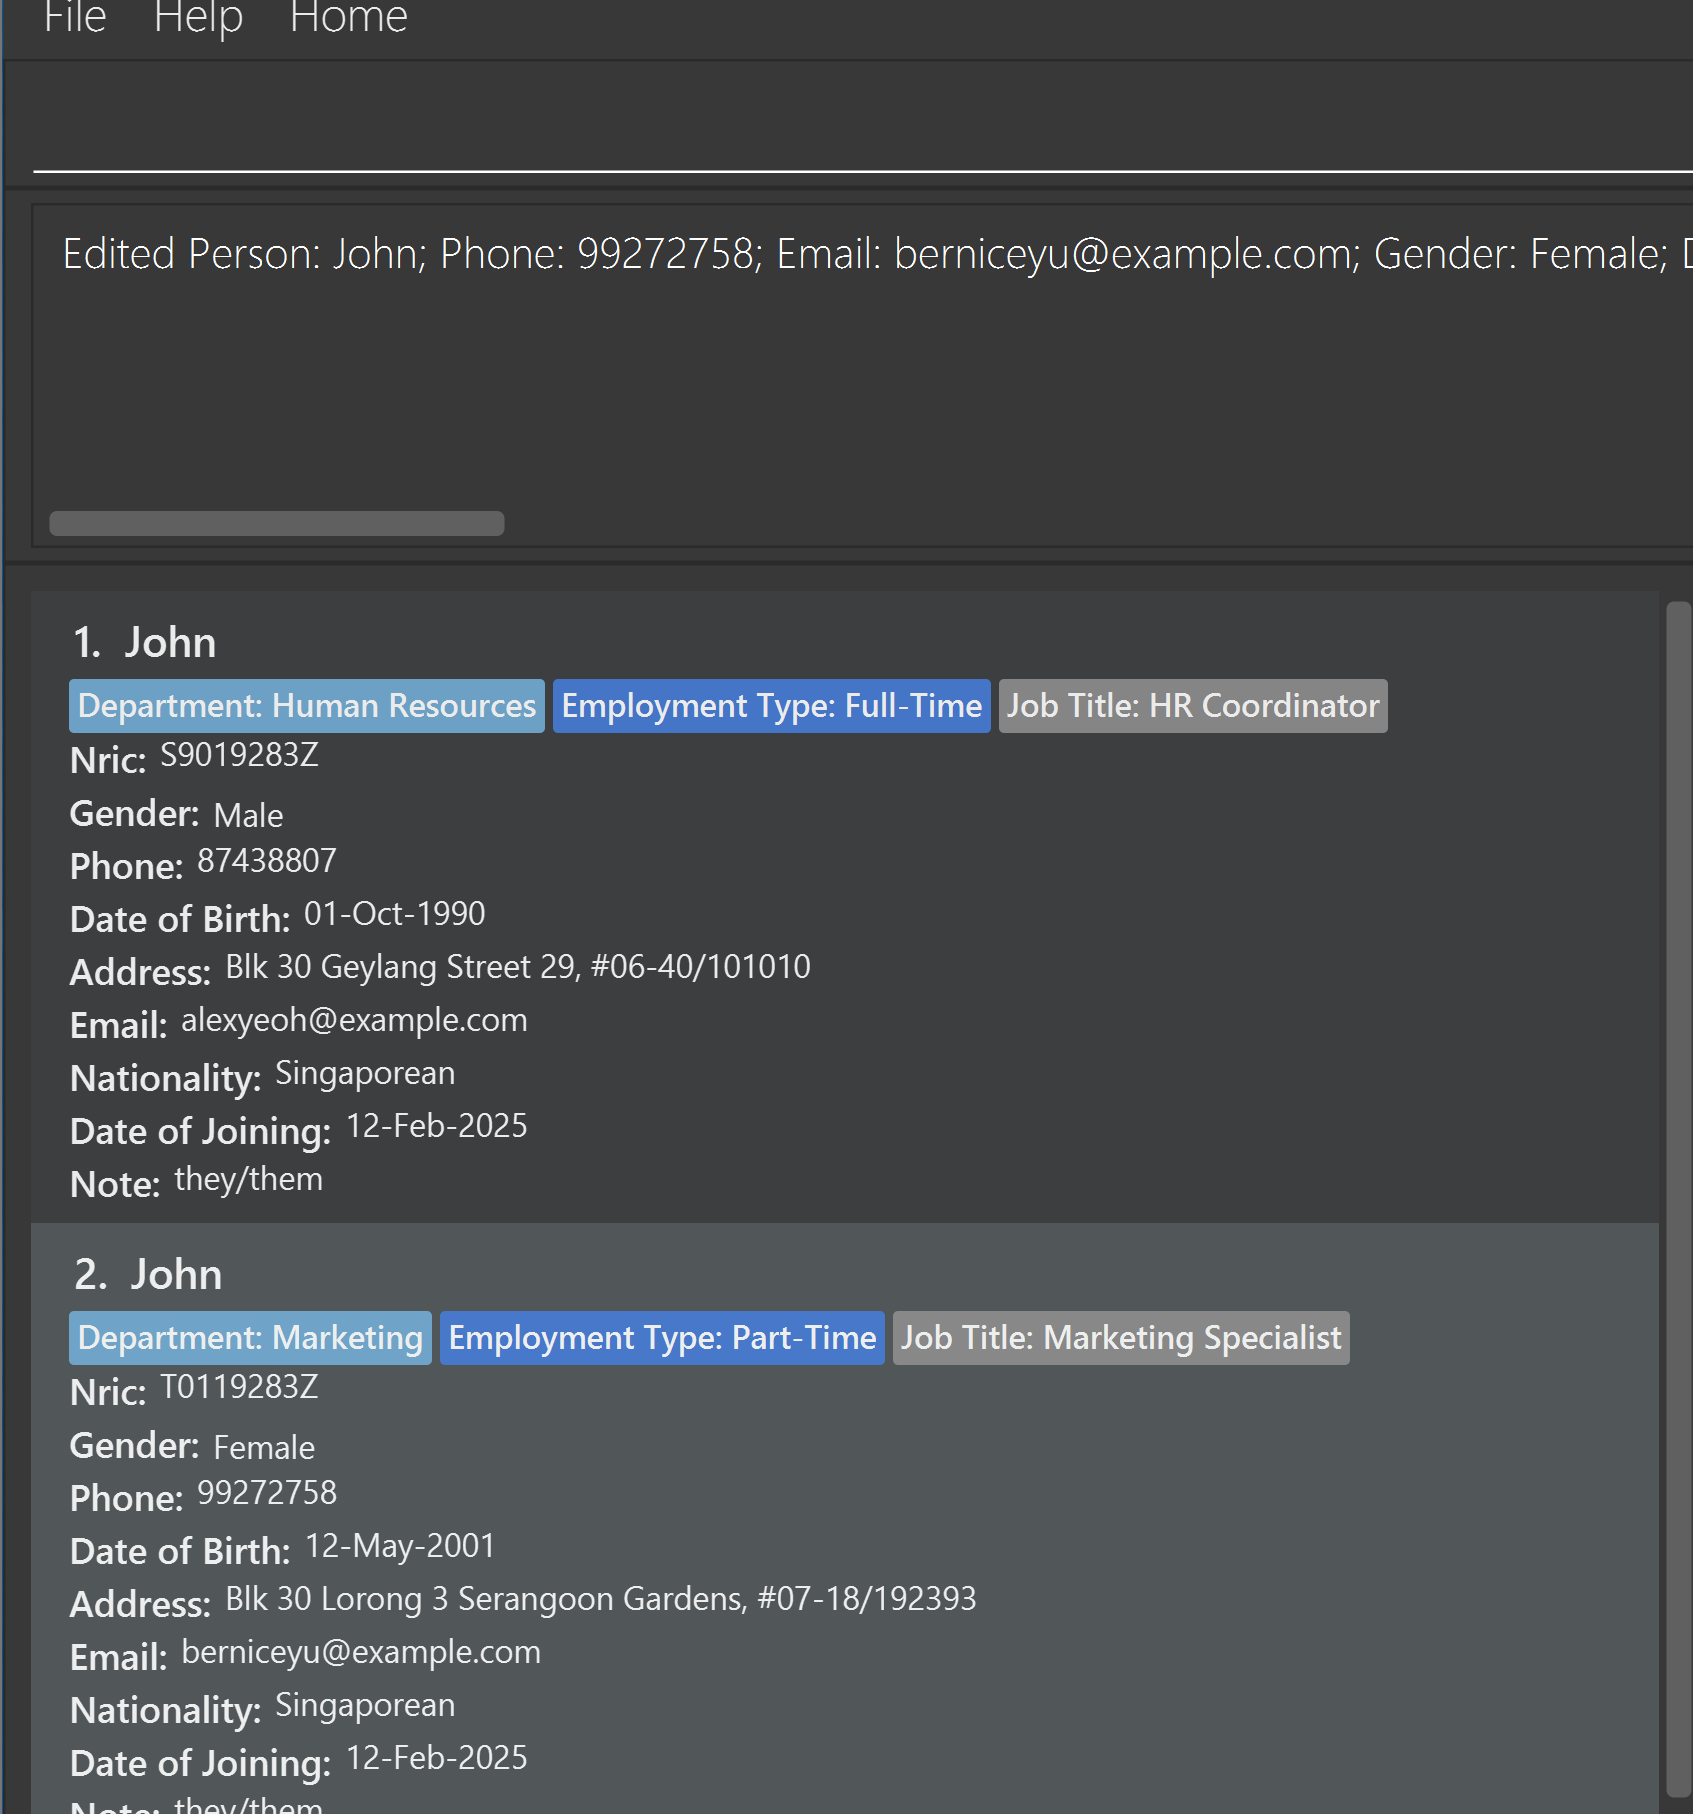 File Help Home
Edited Person: John; Phone: 99272758; Email: berniceyu@example.com; Gender: Female; D
1. John
Department: Human Resources Employment Type: Full-Time Job Title: HR Coordinator
Nric: S9019283Z
Gender: Male
Phone: 87438807
Date of Birth: 01-Oct-1990
Address: Blk 30 Geylang Street 29, #06-40/101010
Email: alexyeoh@example.com
Nationality: Singaporean
Date of Joining: 12-Feb-2025
Note: they/them
2. John
Department: Marketing Employment Type: Part-Time Job Title: Marketing Specialist
Nric: T0119283Z
Gender: Female
Phone: 99272758
Date of Birth: 12-May-2001
Address: Blk 30 Lorong 3 Serangoon Gardens, #07-18/192393
Email: berniceyu@example.com
Nationality: Singaporean
Date of Joining: 12-Feb-2025
Note: they/them